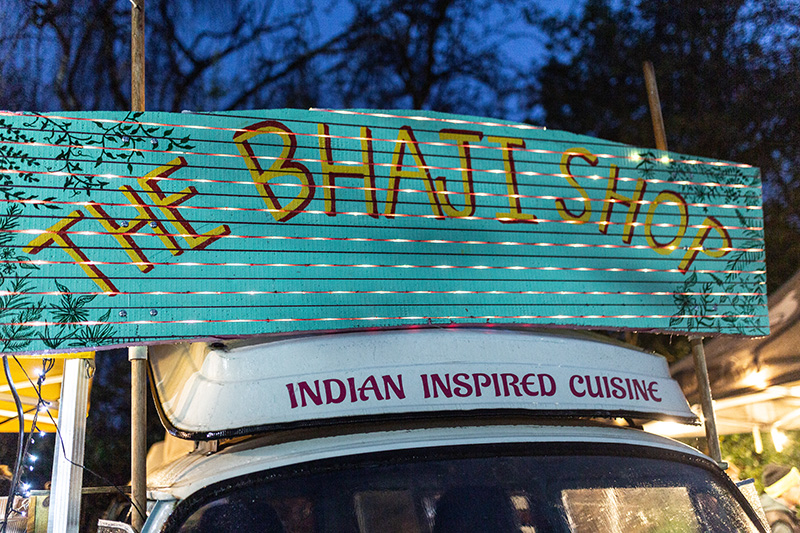 THE BHAJI SHOP
INDIAN INSPIRED CUISINE